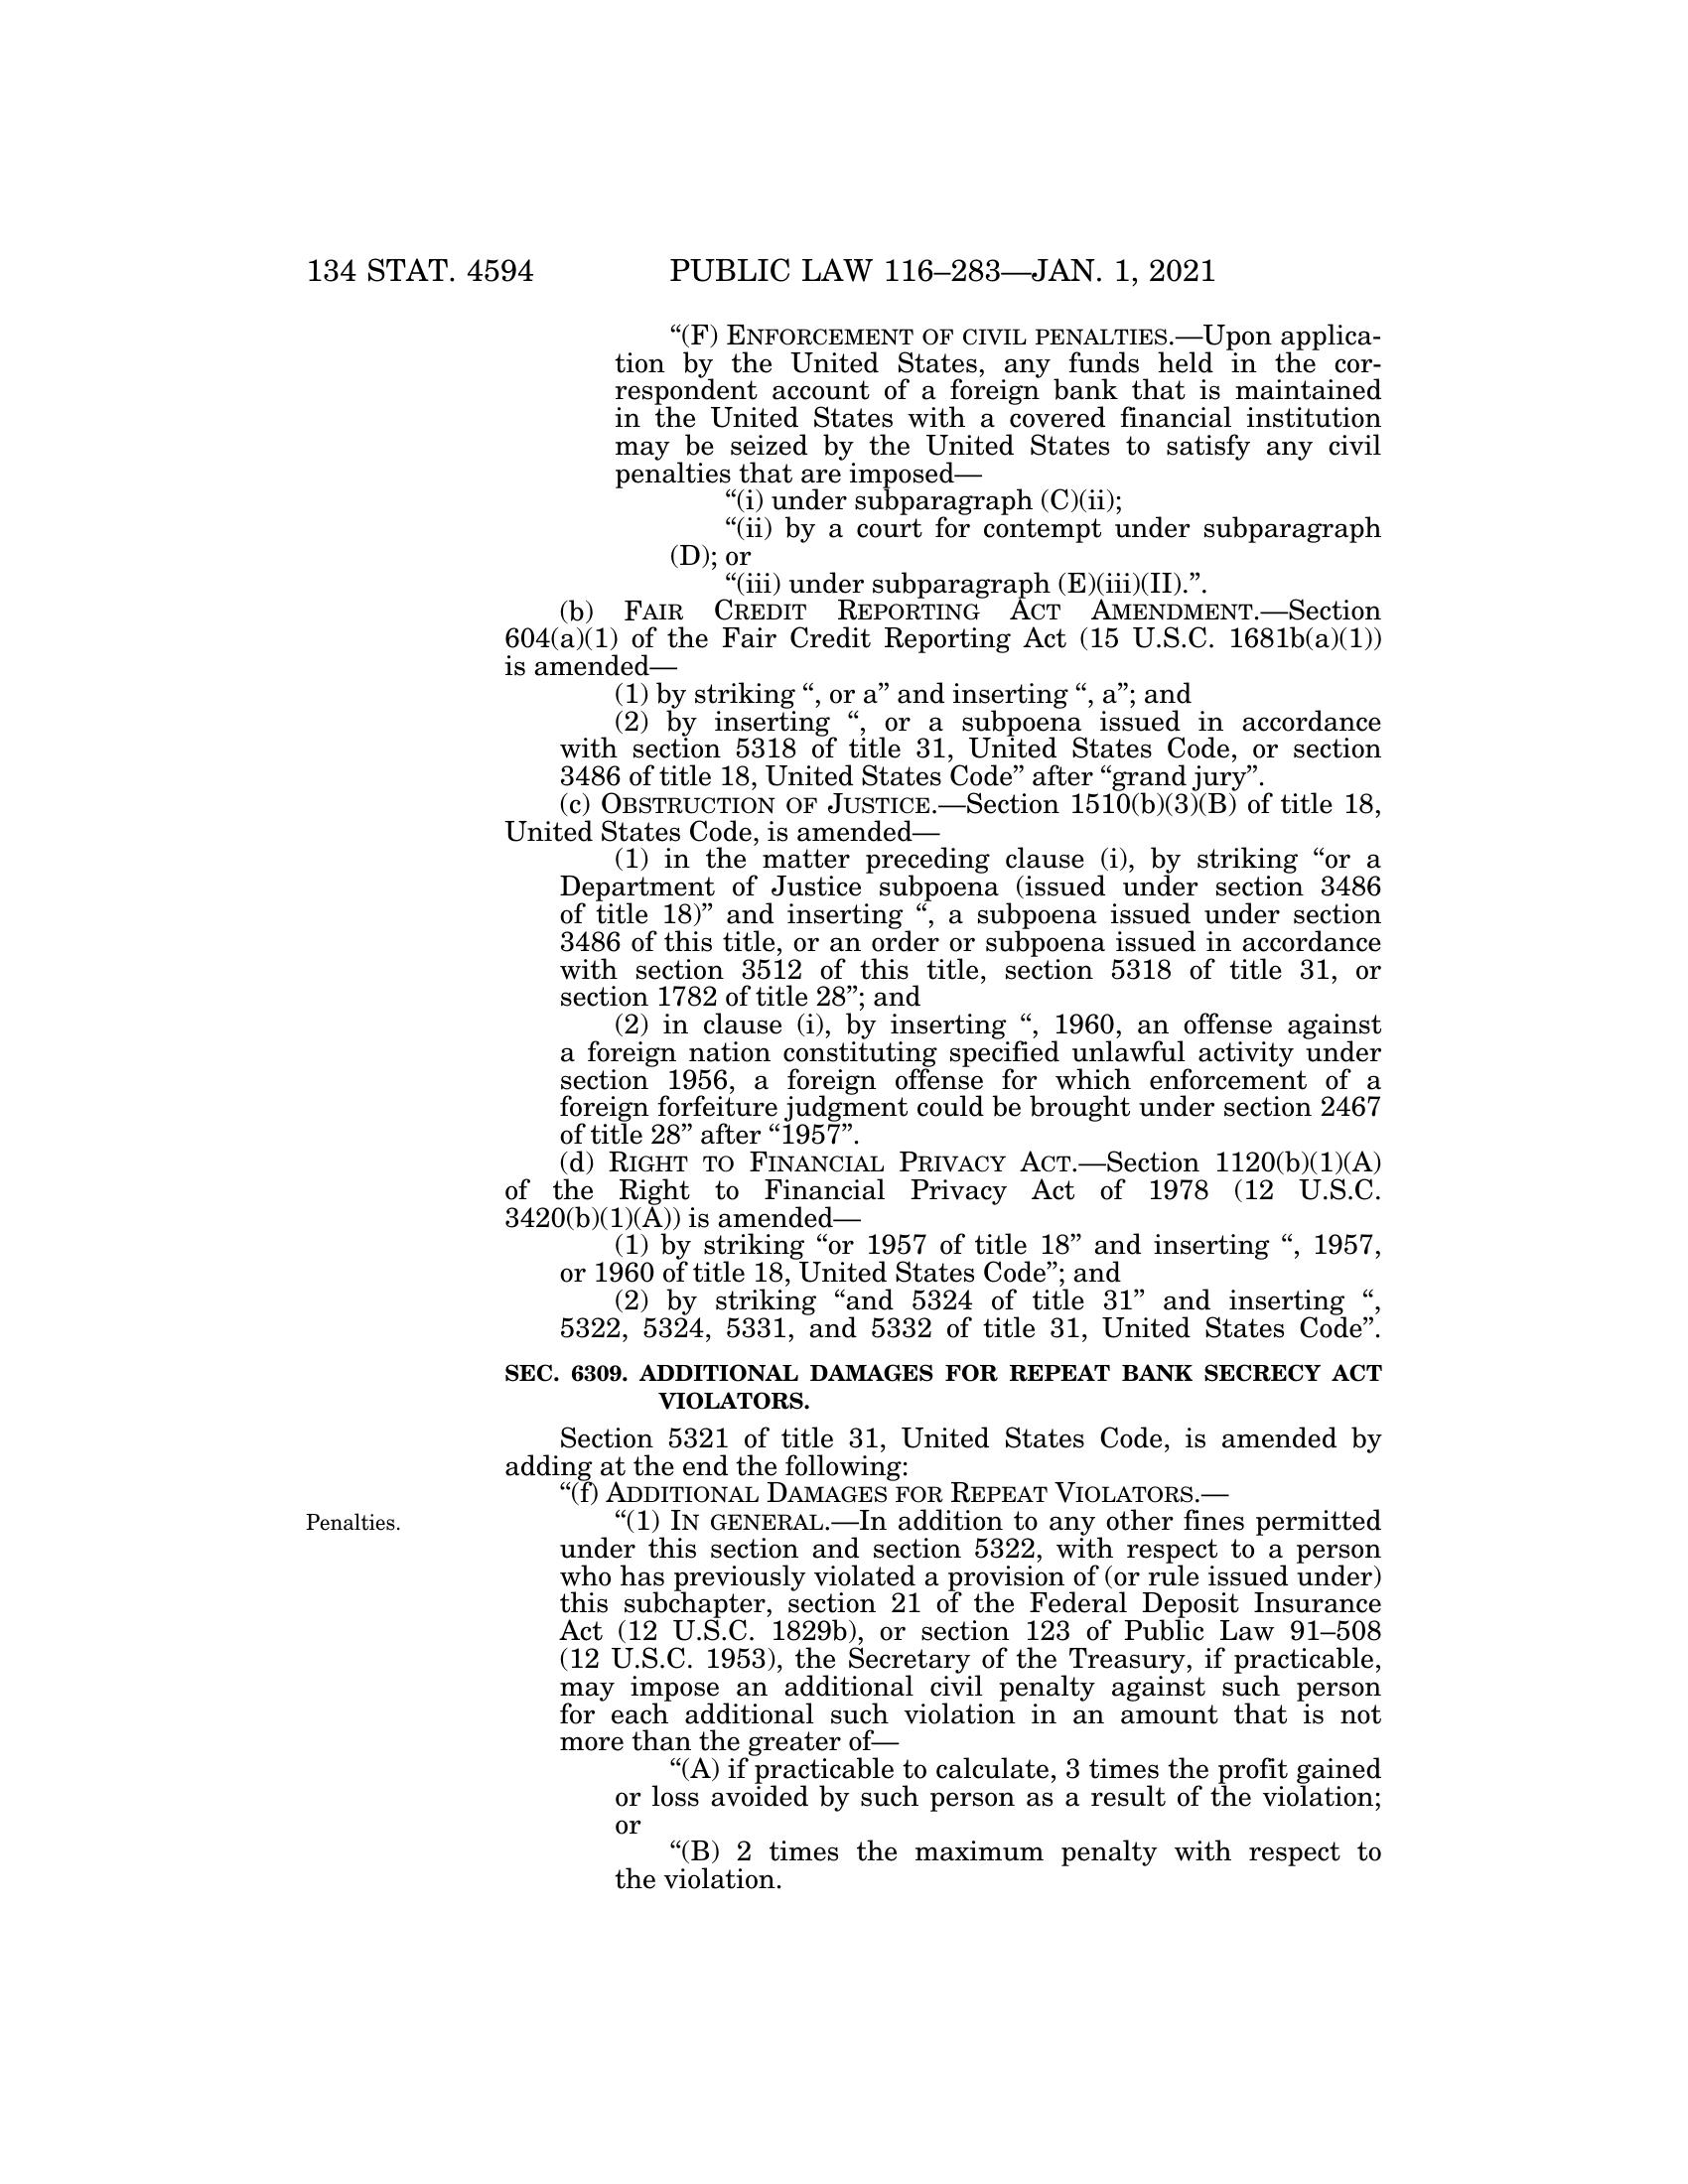 134 STAT. 4594
PUBLIC LAW 116–283—JAN. 1, 2021
“(F) ENFORCEMENT OF CIVIL PENALTIES.—Upon applica-
tion by the United States, any funds held in the cor-
respondent account of a foreign bank that is maintained
in the United States with a covered financial institution
may be seized by the United States to satisfy any civil
penalties that are imposed—
“(i) under subparagraph (C)(ii);
“(ii) by a court for contempt under subparagraph
(D); or
“(iii) under subparagraph (E)(iii)(II).”.
(b) FAIR CREDIT REPORTING ACT AMENDMENT.—Section
604(a)(1) of the Fair Credit Reporting Act (15 U.S.C. 1681b(a)(1))
is amended—
(1) by striking “, or a” and inserting “, a”; and
(2) by inserting “, or a subpoena issued in accordance
with section 5318 of title 31, United States Code, or section
3486 of title 18, United States Code” after “grand jury”.
(c) OBSTRUCTION OF JUSTICE.—Section 1510(b)(3)(B) of title 18,
United States Code, is amended—
(1) in the matter preceding clause (i), by striking “or a
Department of Justice subpoena (issued under section 3486
of title 18)” and inserting “, a subpoena issued under section
3486 of this title, or an order or subpoena issued in accordance
with section 3512 of this title, section 5318 of title 31, or
section 1782 of title 28”; and
(2) in clause (i), by inserting “, 1960, an offense against
a foreign nation constituting specified unlawful activity under
section 1956, a foreign offense for which enforcement of a
foreign forfeiture judgment could be brought under section 2467
of title 28” after “1957”.
(d) RIGHT TO FINANCIAL PRIVACY ACT.—Section 1120(b)(1)(A)
of the Right to Financial Privacy Act of 1978 (12 U.S.C.
3420(b)(1)(A)) is amended—
(1) by striking “or 1957 of title 18” and inserting “, 1957,
or 1960 of title 18, United States Code”; and
(2) by striking “and 5324 of title 31” and inserting “,
5322, 5324, 5331, and 5332 of title 31, United States Code”.
SEC. 6309. ADDITIONAL DAMAGES FOR REPEAT BANK SECRECY ACT
VIOLATORS.
Section 5321 of title 31, United States Code, is amended by
adding at the end the following:
“(f) ADDITIONAL DAMAGES FOR REPEAT VIOLATORS.—
Penalties.
“(1) IN GENERAL.—In addition to any other fines permitted
under this section and section 5322, with respect to a person
who has previously violated a provision of (or rule issued under)
this subchapter, section 21 of the Federal Deposit Insurance
Act (12 U.S.C. 1829b), or section 123 of Public Law 91–508
(12 U.S.C. 1953), the Secretary of the Treasury, if practicable,
may impose an additional civil penalty against such person
for each additional such violation in an amount that is not
more than the greater of—
“(A) if practicable to calculate, 3 times the profit gained
or loss avoided by such person as a result of the violation;
or
“(B) 2 times the maximum penalty with respect to
the violation.